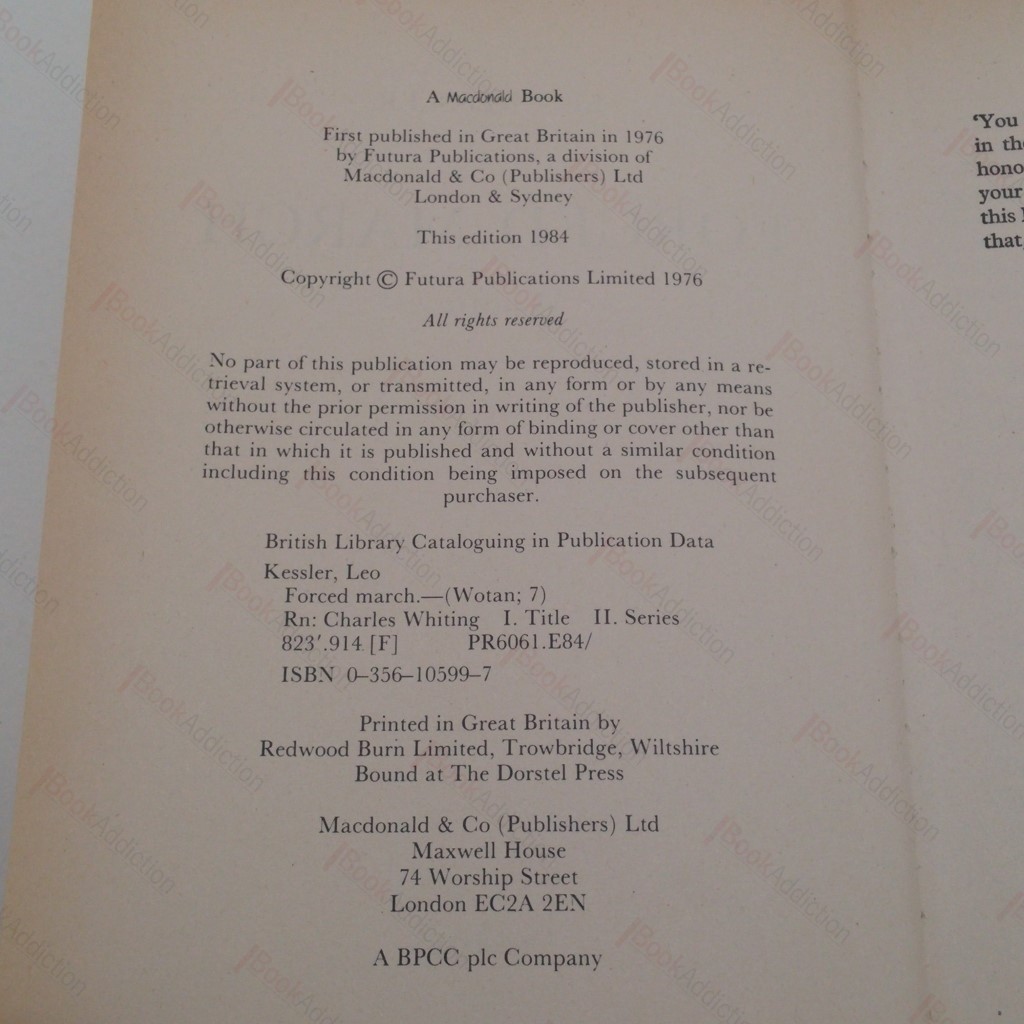 A Macdonald Book
First published in Great Britain in 1976
by Futura Publications, a division of
Macdonald & Co (Publishers) Ltd
London & Sydney
This edition 1984
Copyright © Futura Publications Limited 1976
All rights reserved
No part of this publication may be reproduced, stored in a re-
trieval system, or transmitted, in any form or by any means
without the prior permission in writing of the publisher, nor be
otherwise circulated in any form of binding or cover other than
that in which it is published and without a similar condition
including this condition being imposed on the subsequent
purchaser.
British Library Cataloguing in Publication Data
Kessler, Leo
Forced march.—(Wotan; 7)
Rn: Charles Whiting I. Title II. Series
823′.914 [F] PR6061.E84/
ISBN 0–356–10599–7
Printed in Great Britain by
Redwood Burn Limited, Trowbridge, Wiltshire
Bound at The Dorstel Press
Macdonald & Co (Publishers) Ltd
Maxwell House
74 Worship Street
London EC2A 2EN
A BPCC plc Company
‘You
in
your
this
that,
BookAddiction